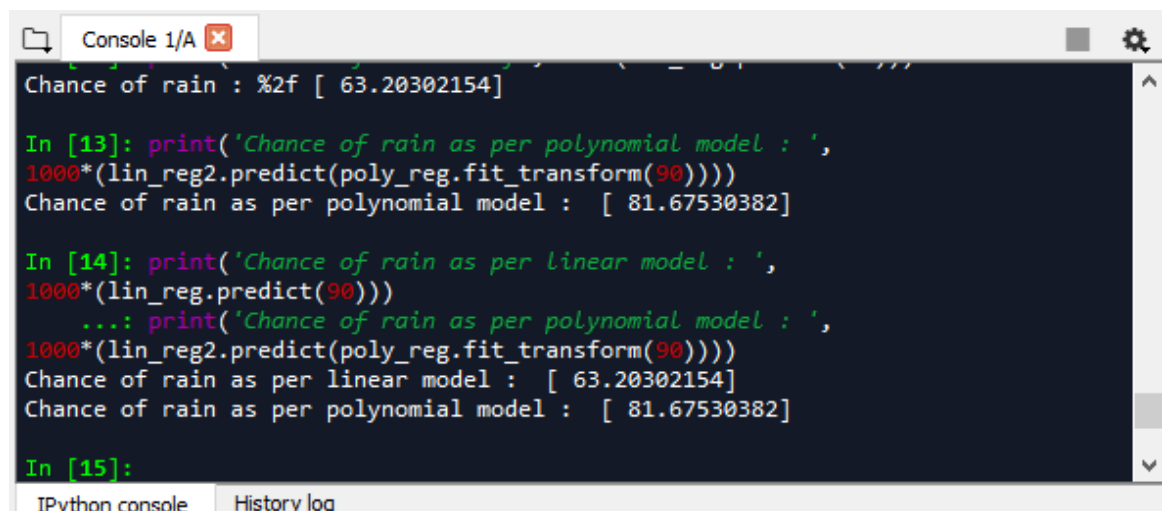 Console 1/A
Chance of rain : %2f [ 63.20302154]
In [13]: print('Chance of rain as per polynomial model : ',
1000*(lin_reg2.predict(poly_reg.fit_transform(90))))
Chance of rain as per polynomial model :  [ 81.67530382]
In [14]: print('Chance of rain as per linear model : ',
1000*(lin_reg.predict(90)))
...: print('Chance of rain as per polynomial model : ',
1000*(lin_reg2.predict(poly_reg.fit_transform(90))))
Chance of rain as per linear model :  [ 63.20302154]
Chance of rain as per polynomial model :  [ 81.67530382]
In [15]:
IPython console History log